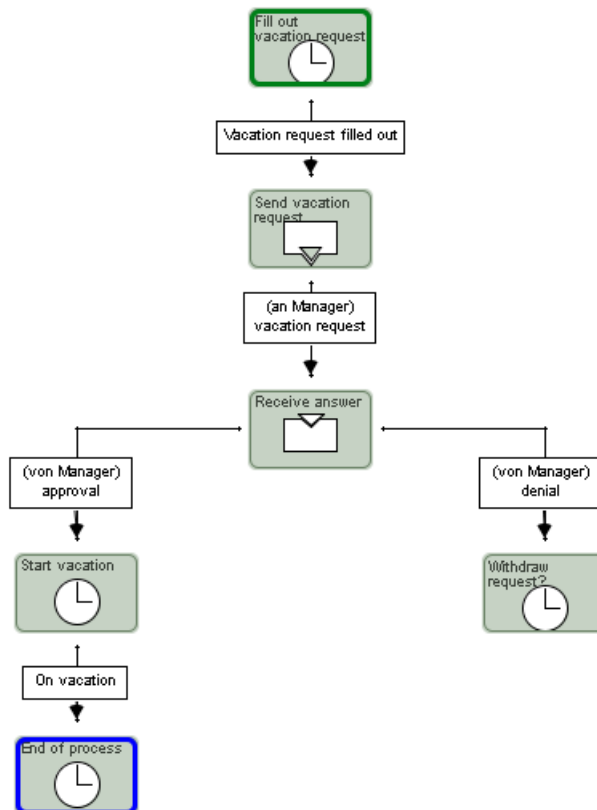 Fill out
vacation request
Vacation request filled out
Send vacation
request
(an Manager)
vacation request
Receive answer
(von Manager)
approval
(von Manager)
denial
Start vacation
Withdraw
request?
On vacation
End of process